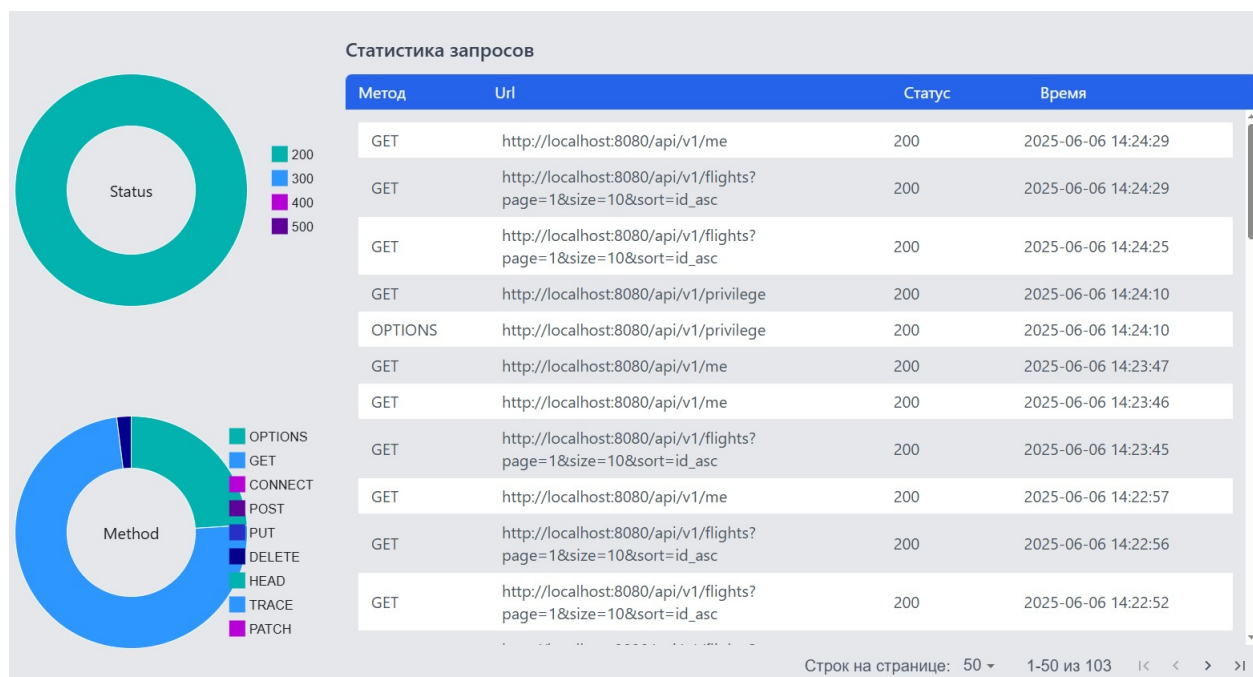 Статистика запросов
Метод Url Статус Время
GET http://localhost:8080/api/v1/me 200 2025-06-06 14:24:29
GET http://localhost:8080/api/v1/flights?
page=1&size=10&sort=id_asc 200 2025-06-06 14:24:29
GET http://localhost:8080/api/v1/flights?
page=1&size=10&sort=id_asc 200 2025-06-06 14:24:25
GET http://localhost:8080/api/v1/privilege 200 2025-06-06 14:24:10
OPTIONS http://localhost:8080/api/v1/privilege 200 2025-06-06 14:24:10
GET http://localhost:8080/api/v1/me 200 2025-06-06 14:23:47
GET http://localhost:8080/api/v1/me 200 2025-06-06 14:23:46
GET http://localhost:8080/api/v1/flights?
page=1&size=10&sort=id_asc 200 2025-06-06 14:23:45
GET http://localhost:8080/api/v1/me 200 2025-06-06 14:22:57
GET http://localhost:8080/api/v1/flights?
page=1&size=10&sort=id_asc 200 2025-06-06 14:22:56
GET http://localhost:8080/api/v1/flights?
page=1&size=10&sort=id_asc 200 2025-06-06 14:22:52
Строк на странице: 50 1-50 из 103
Status
200
300
400
500
Method
OPTIONS
GET
CONNECT
POST
PUT
DELETE
HEAD
TRACE
PATCH